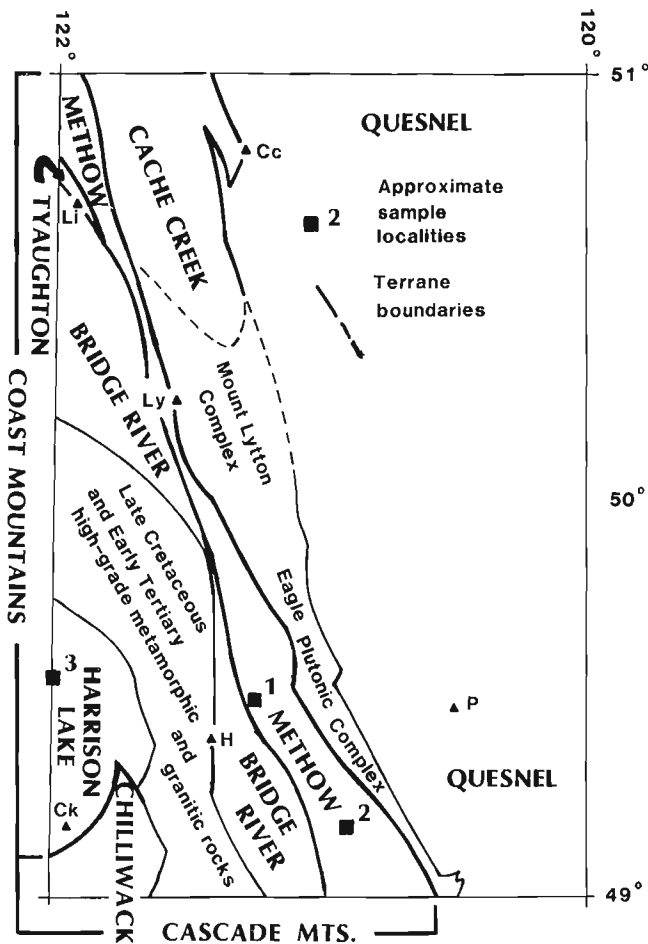 122°
120°
51°
METHOW
CACHE CREEK
Cc
QUESNEL
2
Approximate
sample
localities
Terrane
boundaries
Li
TYAUGHTON
BRIDGE RIVER
Ly
Mount Lytton
Complex
COAST MOUNTAINS
50°
Late Cretaceous
and Early Tertiary
high-grade metamorphic
and
granitic rocks
Eagle Plutonic Complex
3
HARRISON
LAKE
1
METHOW
P
H
BRIDGE
RIVER
QUESNEL
2
Ck
CHILLIWACK
49°
CASCADE MTS.